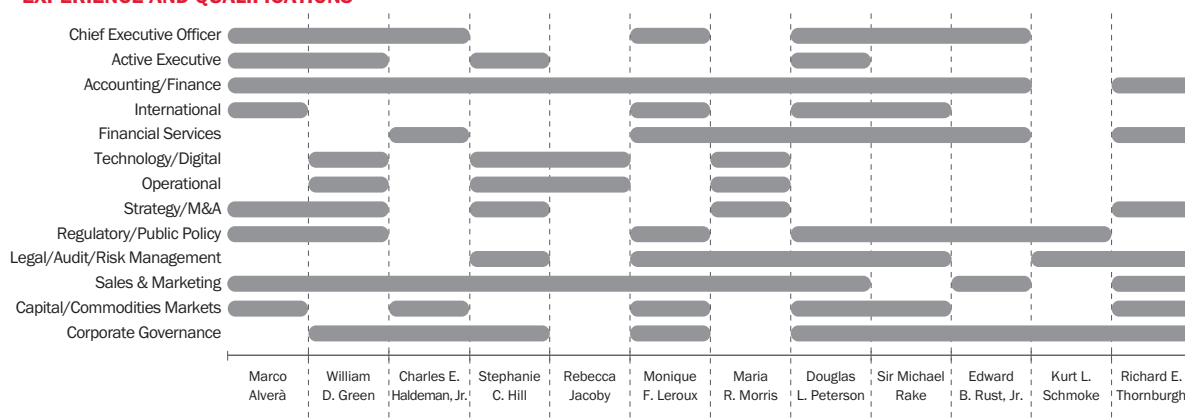 EXPERIENCE AND QUALIFICATIONS
Chief Executive Officer
Active Executive
Accounting/Finance
International
Financial Services
Technology/Digital
Operational
Strategy/M&A
Regulatory/Public Policy
Legal/Audit/Risk Management
Sales & Marketing
Capital/Commodities Markets
Corporate Governance
Marco
Alverà
William
D. Green
Charles E.
Haldeman, Jr.
Stephanie
C. Hill
Rebecca
Jacoby
Monique
F. Leroux
Maria
R. Morris
Douglas
L. Peterson
Sir Michael
Rake
Edward
B. Rust, Jr.
Kurt L.
Schmoke
Richard E.
Thornburgh